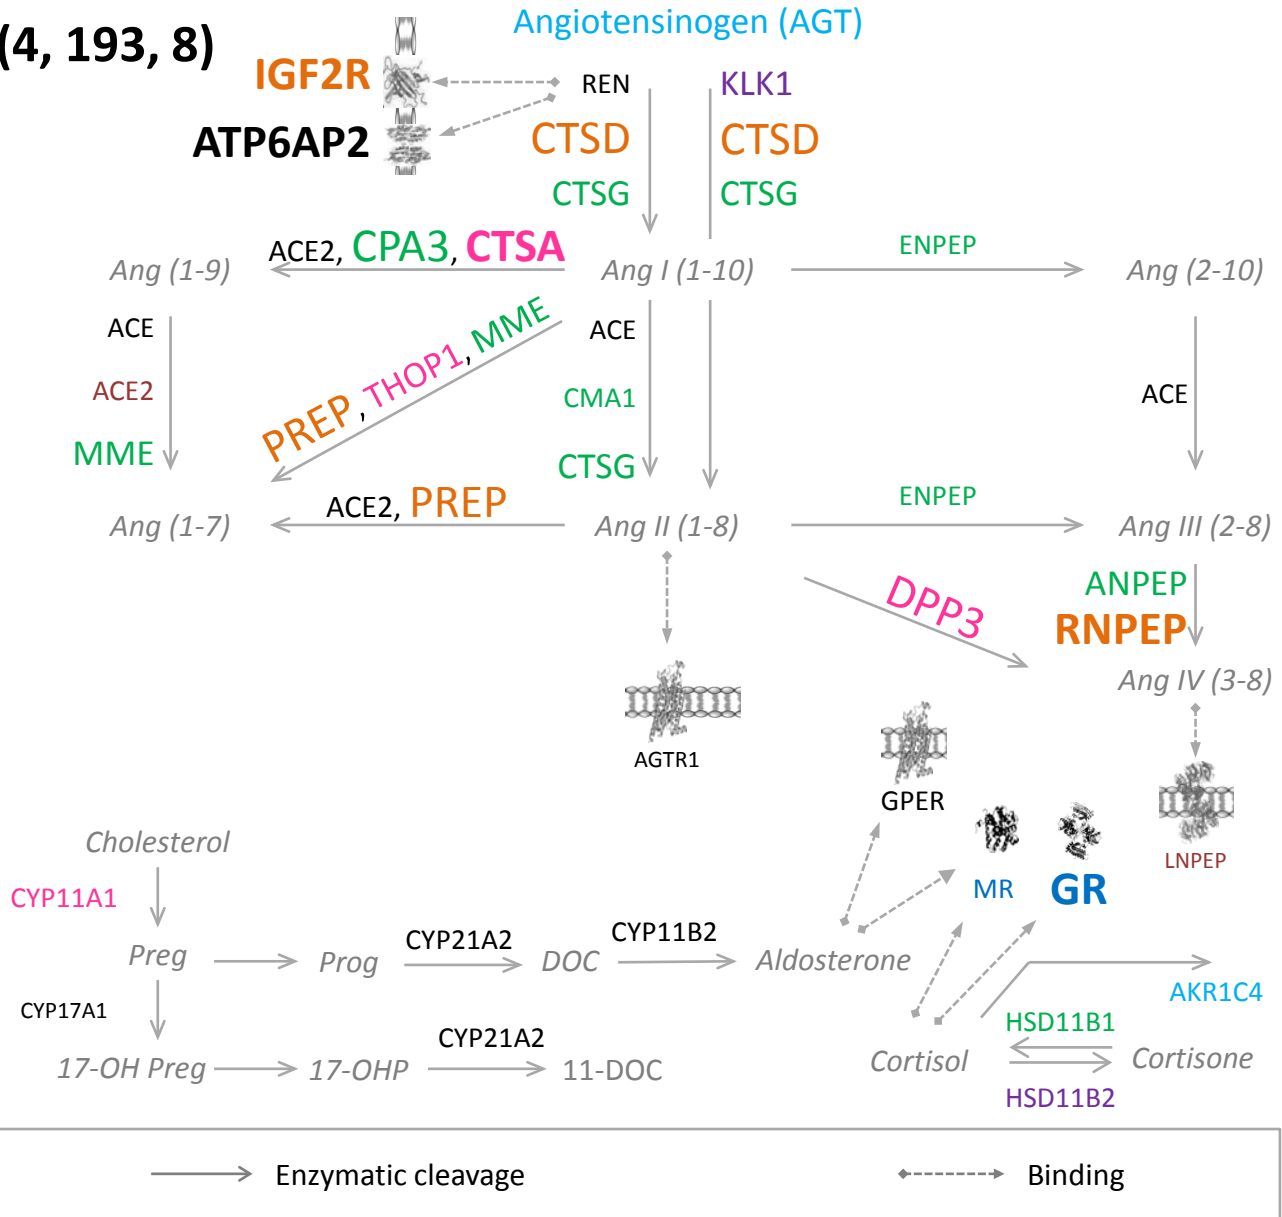 (4, 193, 8)
Angiotensinogen (AGT)
IGF2R
REN
KLK1
ATP6AP2
CTSD
CTSD
CTSG
CTSG
ACE2, CPA3, CTSA
ENPEP
Ang (1-9)
Ang I (1-10)
Ang (2-10)
ACE
ACE2
MME
PREP, THOP1, MME
ACE
CMA1
CTSG
ACE
ACE2, PREP
ENPEP
Ang (1-7)
Ang II (1-8)
Ang III (2-8)
DPP3
ANPEP
RNPEP
Ang IV (3-8)
AGTR1
GPER
LNPEP
MR
GR
Cholesterol
CYP11A1
Preg
Prog
CYP21A2
DOC
CYP11B2
Aldosterone
AKR1C4
CYP17A1
17-OH Preg
17-OHP
CYP21A2
11-DOC
Cortisol
HSD11B1
HSD11B2
Cortisone
Enzymatic cleavage
Binding